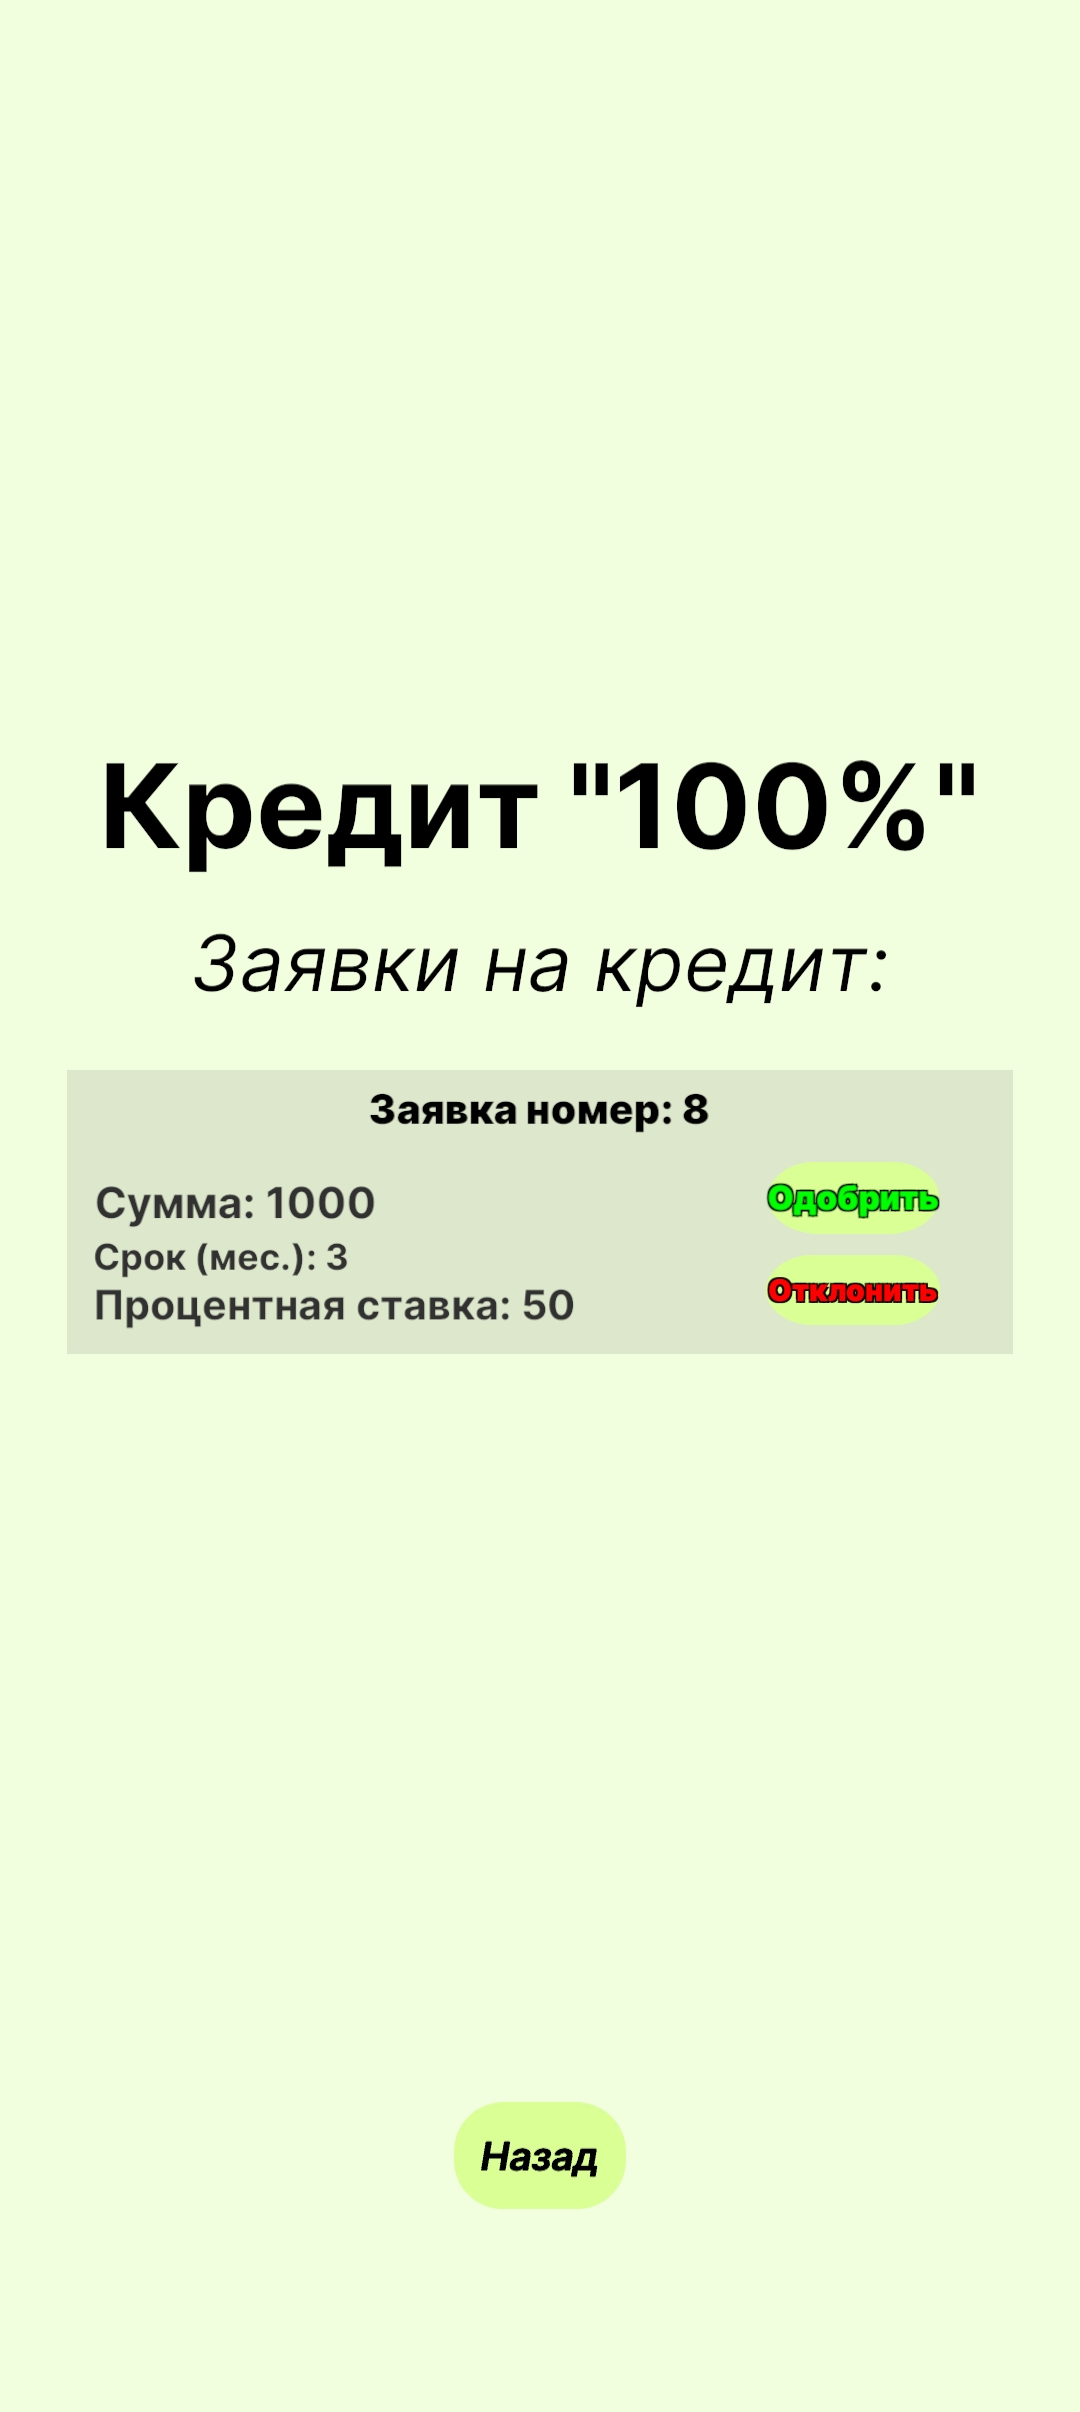 Кредит "100%"
Заявки на кредит:
Заявка номер: 8
Сумма: 1000
Одобрить
Срок (мес.): 3
Отклонить
Процентная ставка: 50
Назад